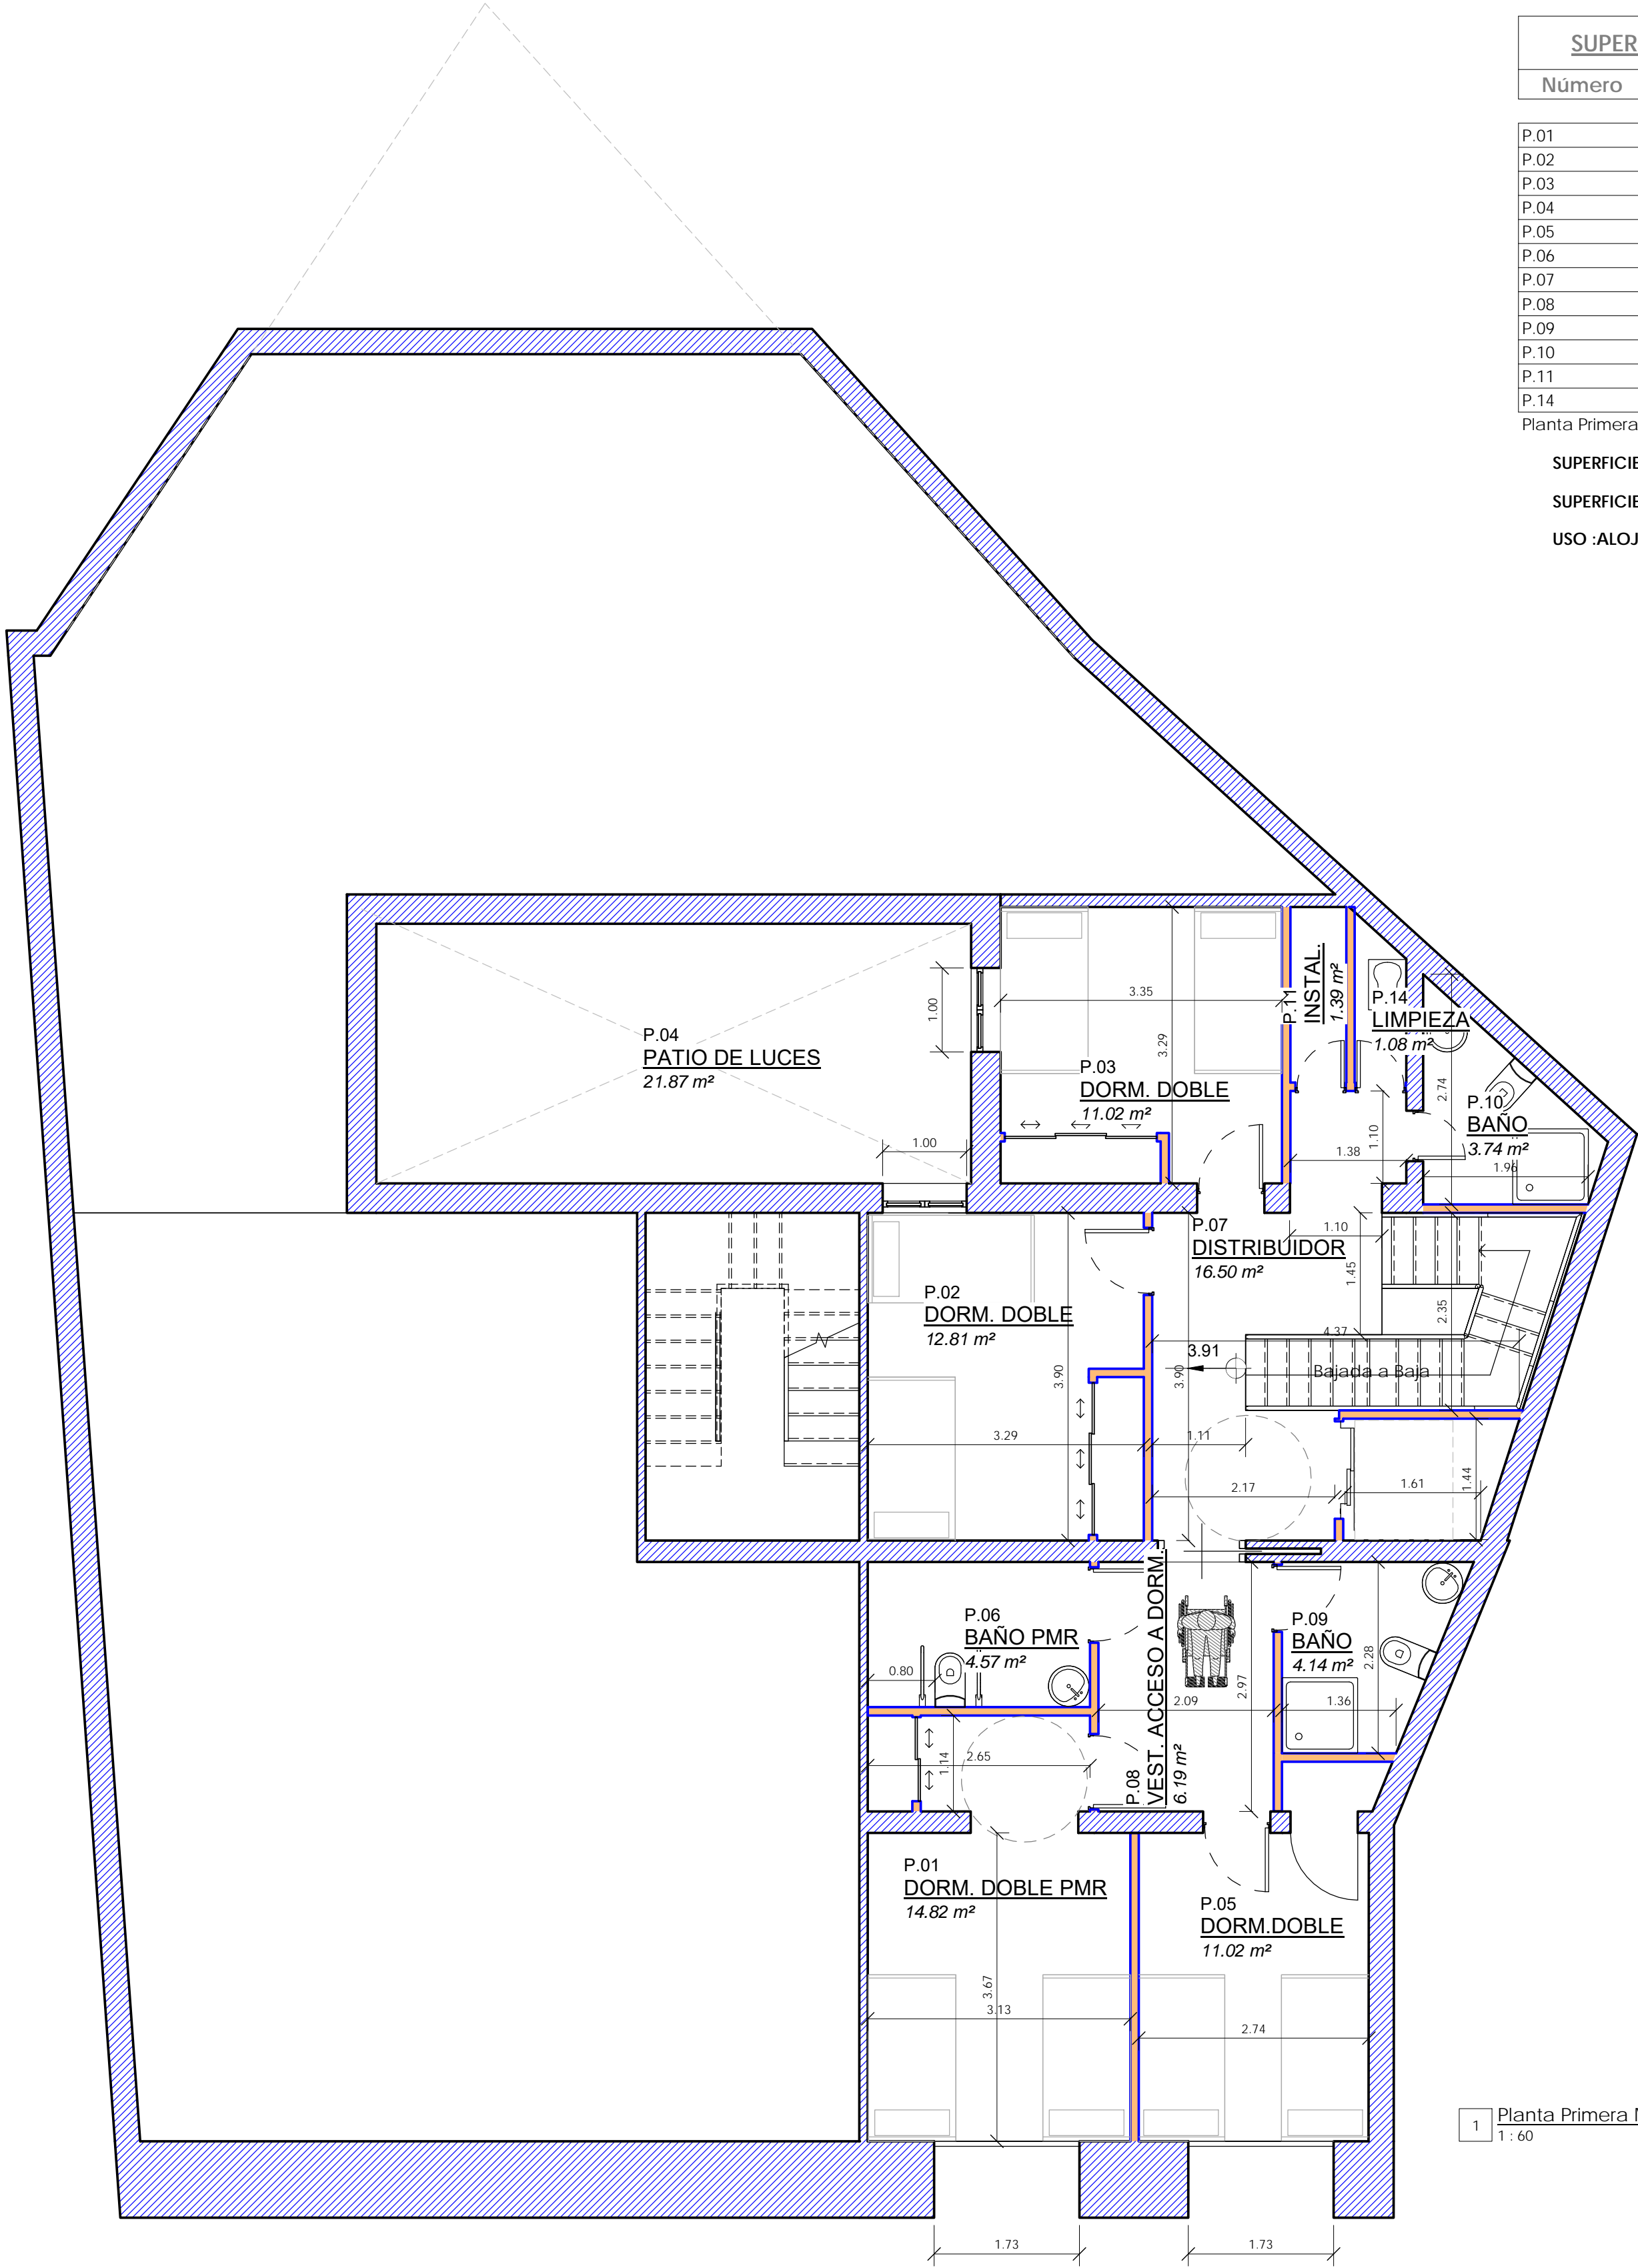 SUPER
Número
P.01
P.02
P.03
P.04
P.05
P.06
P.07
P.08
P.09
P.10
P.11
P.14
Planta Primera
SUPERFICIE
SUPERFICIE
USO :ALOJ
P.11
INSTAL.
1.39 m²
3.35
1.00
P.14
LIMPIEZA
1.08 m²
P.04
PATIO DE LUCES
21.87 m²
3.29
P.03
DORM. DOBLE
11.02 m²
2.74
P.10
BAÑO
3.74 m²
1.00
1.38
1.10
1.96
P.07
DISTRIBUIDOR
16.50 m²
1.10
1.45
P.02
DORM. DOBLE
12.81 m²
2.35
4.37
3.91
Bajada a Baja
3.90
3.90
3.29
1.11
2.17
1.61
1.44
P.06
BAÑO PMR
4.57 m²
P.08
VEST. ACCESO A DORM.
6.19 m²
P.09
BAÑO
4.14 m²
2.28
0.80
2.97
2.09
1.36
1.14
2.65
P.01
DORM. DOBLE PMR
14.82 m²
P.05
DORM.DOBLE
11.02 m²
3.67
3.13
2.74
1
Planta Primera
1 : 60
1.73
1.73